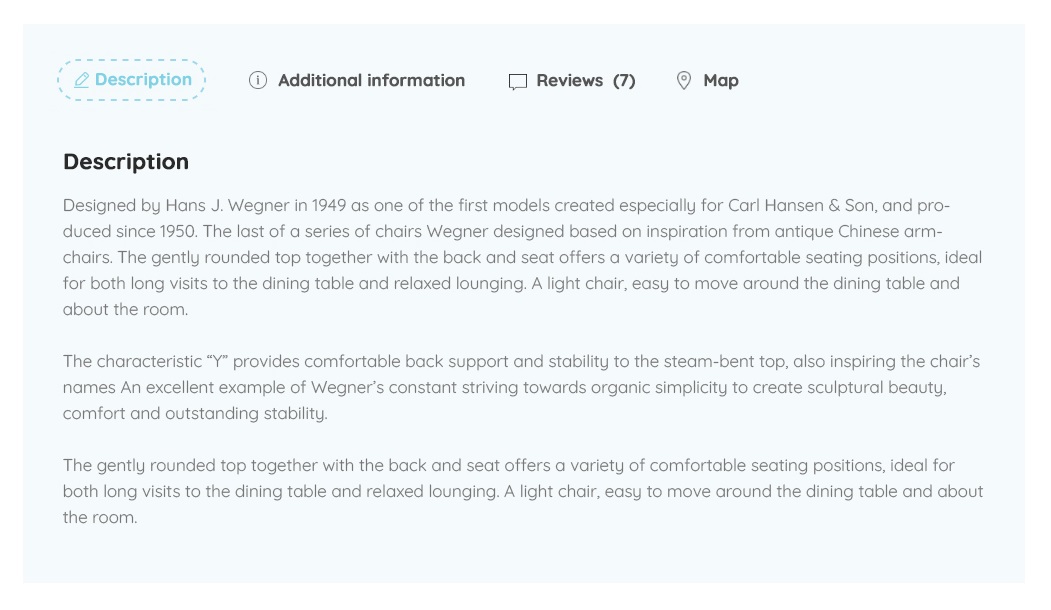 Description Additional information Reviews (7) Map
Description
Designed by Hans J. Wegner in 1949 as one of the first models created especially for Carl Hansen & Son, and pro-
duced since 1950. The last of a series of chairs Wegner designed based on inspiration from antique Chinese arm-
chairs. The gently rounded top together with the back and seat offers a variety of comfortable seating positions, ideal
for both long visits to the dining table and relaxed lounging. A light chair, easy to move around the dining table and
about the room.
The characteristic “Y” provides comfortable back support and stability to the steam-bent top, also inspiring the chair’s
names An excellent example of Wegner’s constant striving towards organic simplicity to create sculptural beauty,
comfort and outstanding stability.
The gently rounded top together with the back and seat offers a variety of comfortable seating positions, ideal for
both long visits to the dining table and relaxed lounging. A light chair, easy to move around the dining table and about
the room.